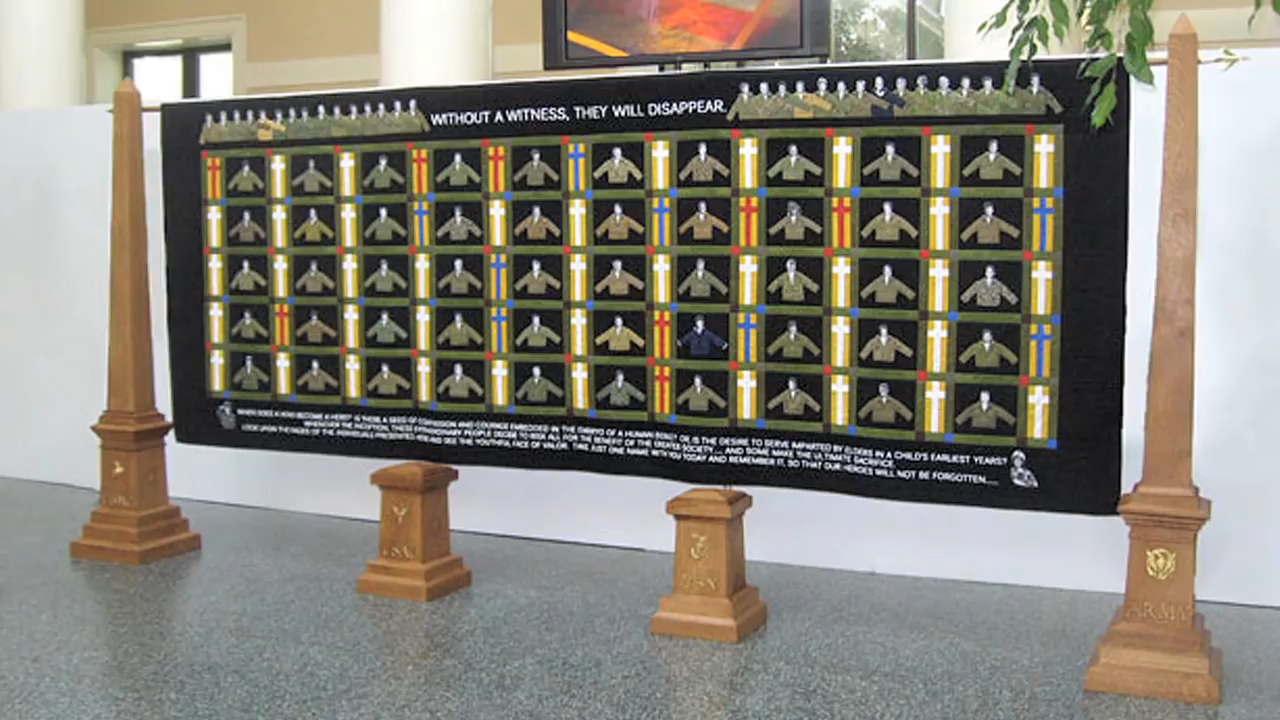 WITHOUT A WITNESS, THEY WILL DISAPPEAR.
WHEN DOES A HERO BECOME A HERO? IS THERE A SEED OF COMPASSION AND COURAGE EMBEDDED IN THE EMBRYO OF A HUMAN BEING? OR, IS THE DESIRE TO SERVE IMPARTED BY ELDERS IN A CHILD'S EARLIEST YEARS?
WHENEVER THE INCEPTION, THESE EXTRAORDINARY PEOPLE DECIDE TO RISK ALL FOR THE BENEFIT OF THE GREATER SOCIETY.... AND SOME MAKE THE ULTIMATE SACRIFICE.
LOOK UPON THE FACES OF THE INDIVIDUALS PRESENTED YOU AND SEE THE YOUTHFUL FACE OF VALOR. TAKE JUST ONE NAME WITH YOU TODAY AND REMEMBER IT, SO THAT OUR HEROES WILL NOT BE FORGOTTEN....
USN
ARMY